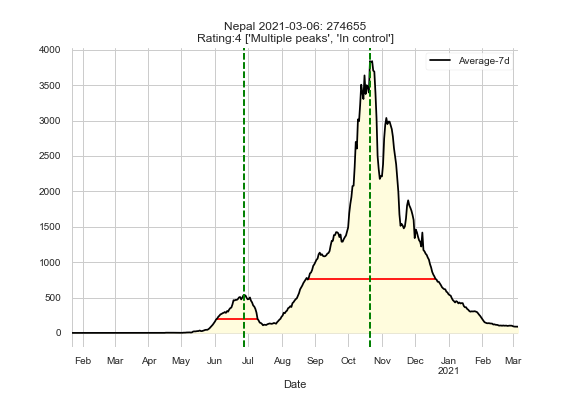 Nepal 2021-03-06: 274655
Rating:4 ['Multiple peaks', 'In control']
4000
3500
3000
2500
2000
1500
1000
500
0
Average-7d
Feb Mar Apr May Jun Jul Aug Sep Oct Nov Dec Jan Feb Mar
2021
Date